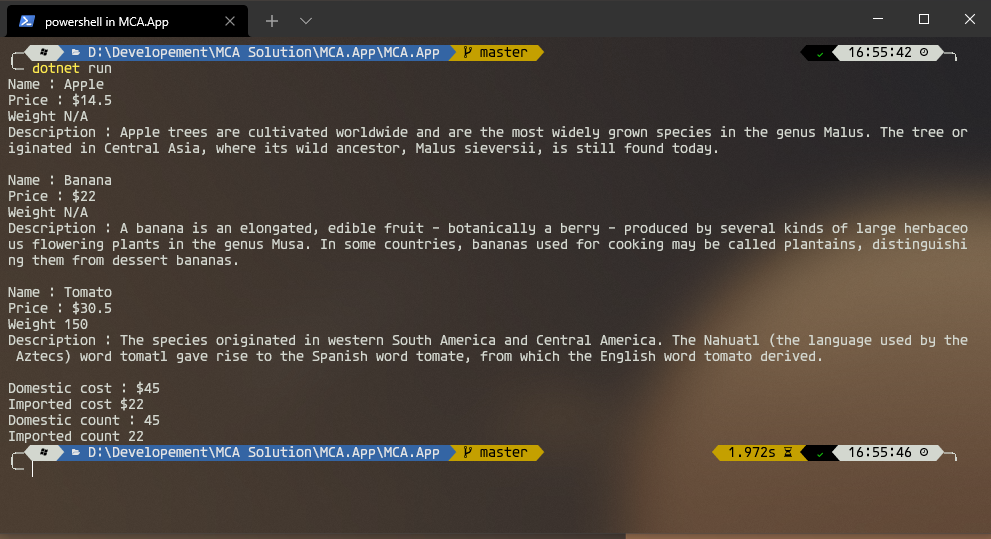 powershell in MCA.App
D:\Developement\MCA Solution\MCA.App\MCA.App master 16:55:42
dotnet run
Name : Apple
Price : $14.5
Weight N/A
Description : Apple trees are cultivated worldwide and are the most widely grown species in the genus Malus. The tree or
iginated in Central Asia, where its wild ancestor, Malus sieversii, is still found today.
Name : Banana
Price : $22
Weight N/A
Description : A banana is an elongated, edible fruit – botanically a berry – produced by several kinds of large herbaceo
us flowering plants in the genus Musa. In some countries, bananas used for cooking may be called plantains, distinguishi
ng them from dessert bananas.
Name : Tomato
Price : $30.5
Weight 150
Description : The species originated in western South America and Central America. The Nahuatl (the language used by the
Aztecs) word tomatl gave rise to the Spanish word tomate, from which the English word tomato derived.
Domestic cost : $45
Imported cost $22
Domestic count : 45
Imported count 22
D:\Developement\MCA Solution\MCA.App\MCA.App master 1.972s 16:55:46